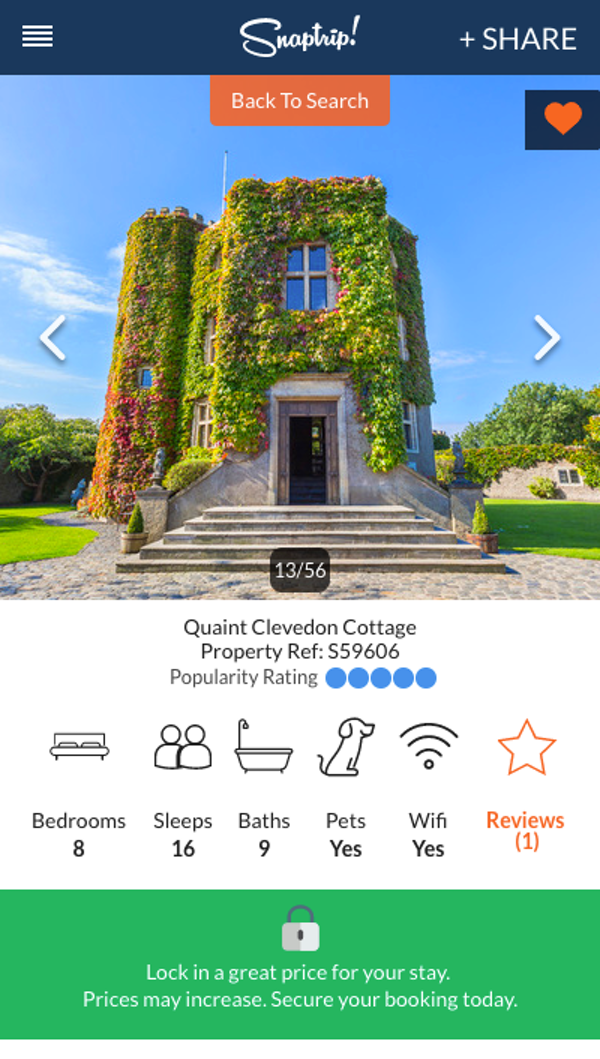 Snaptrip!
+ SHARE
Back To Search
13/56
Quaint Clevedon Cottage
Property Ref: S59606
Popularity Rating
Bedrooms Sleeps Baths Pets Wifi Reviews
8 16 9 Yes Yes (1)
Lock in a great price for your stay.
Prices may increase. Secure your booking today.